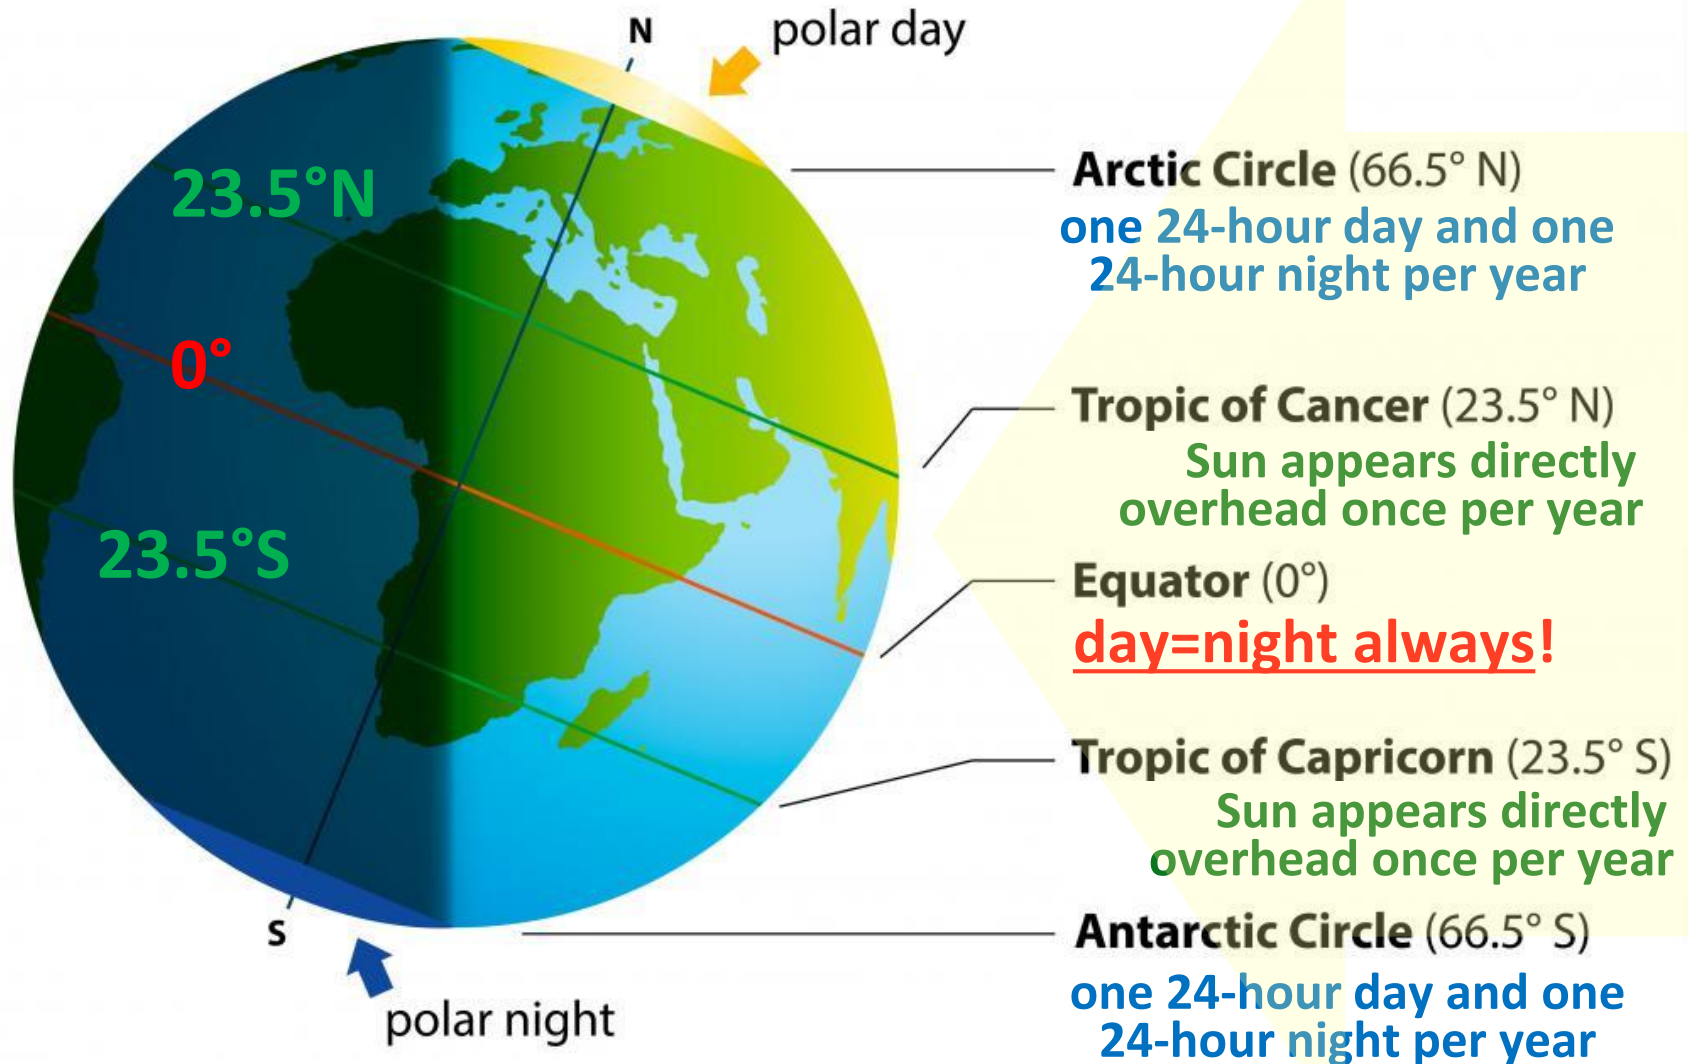 N
polar day
23.5°N
0°
23.5°S
Arctic Circle (66.5° N)
one 24-hour day and one
24-hour night per year
Tropic of Cancer (23.5° N)
Sun appears directly
overhead once per year
Equator (0°)
day=night always!
Tropic of Capricorn (23.5° S)
Sun appears directly
overhead once per year
Antarctic Circle (66.5° S)
one 24-hour day and one
24-hour night per year
S
polar night